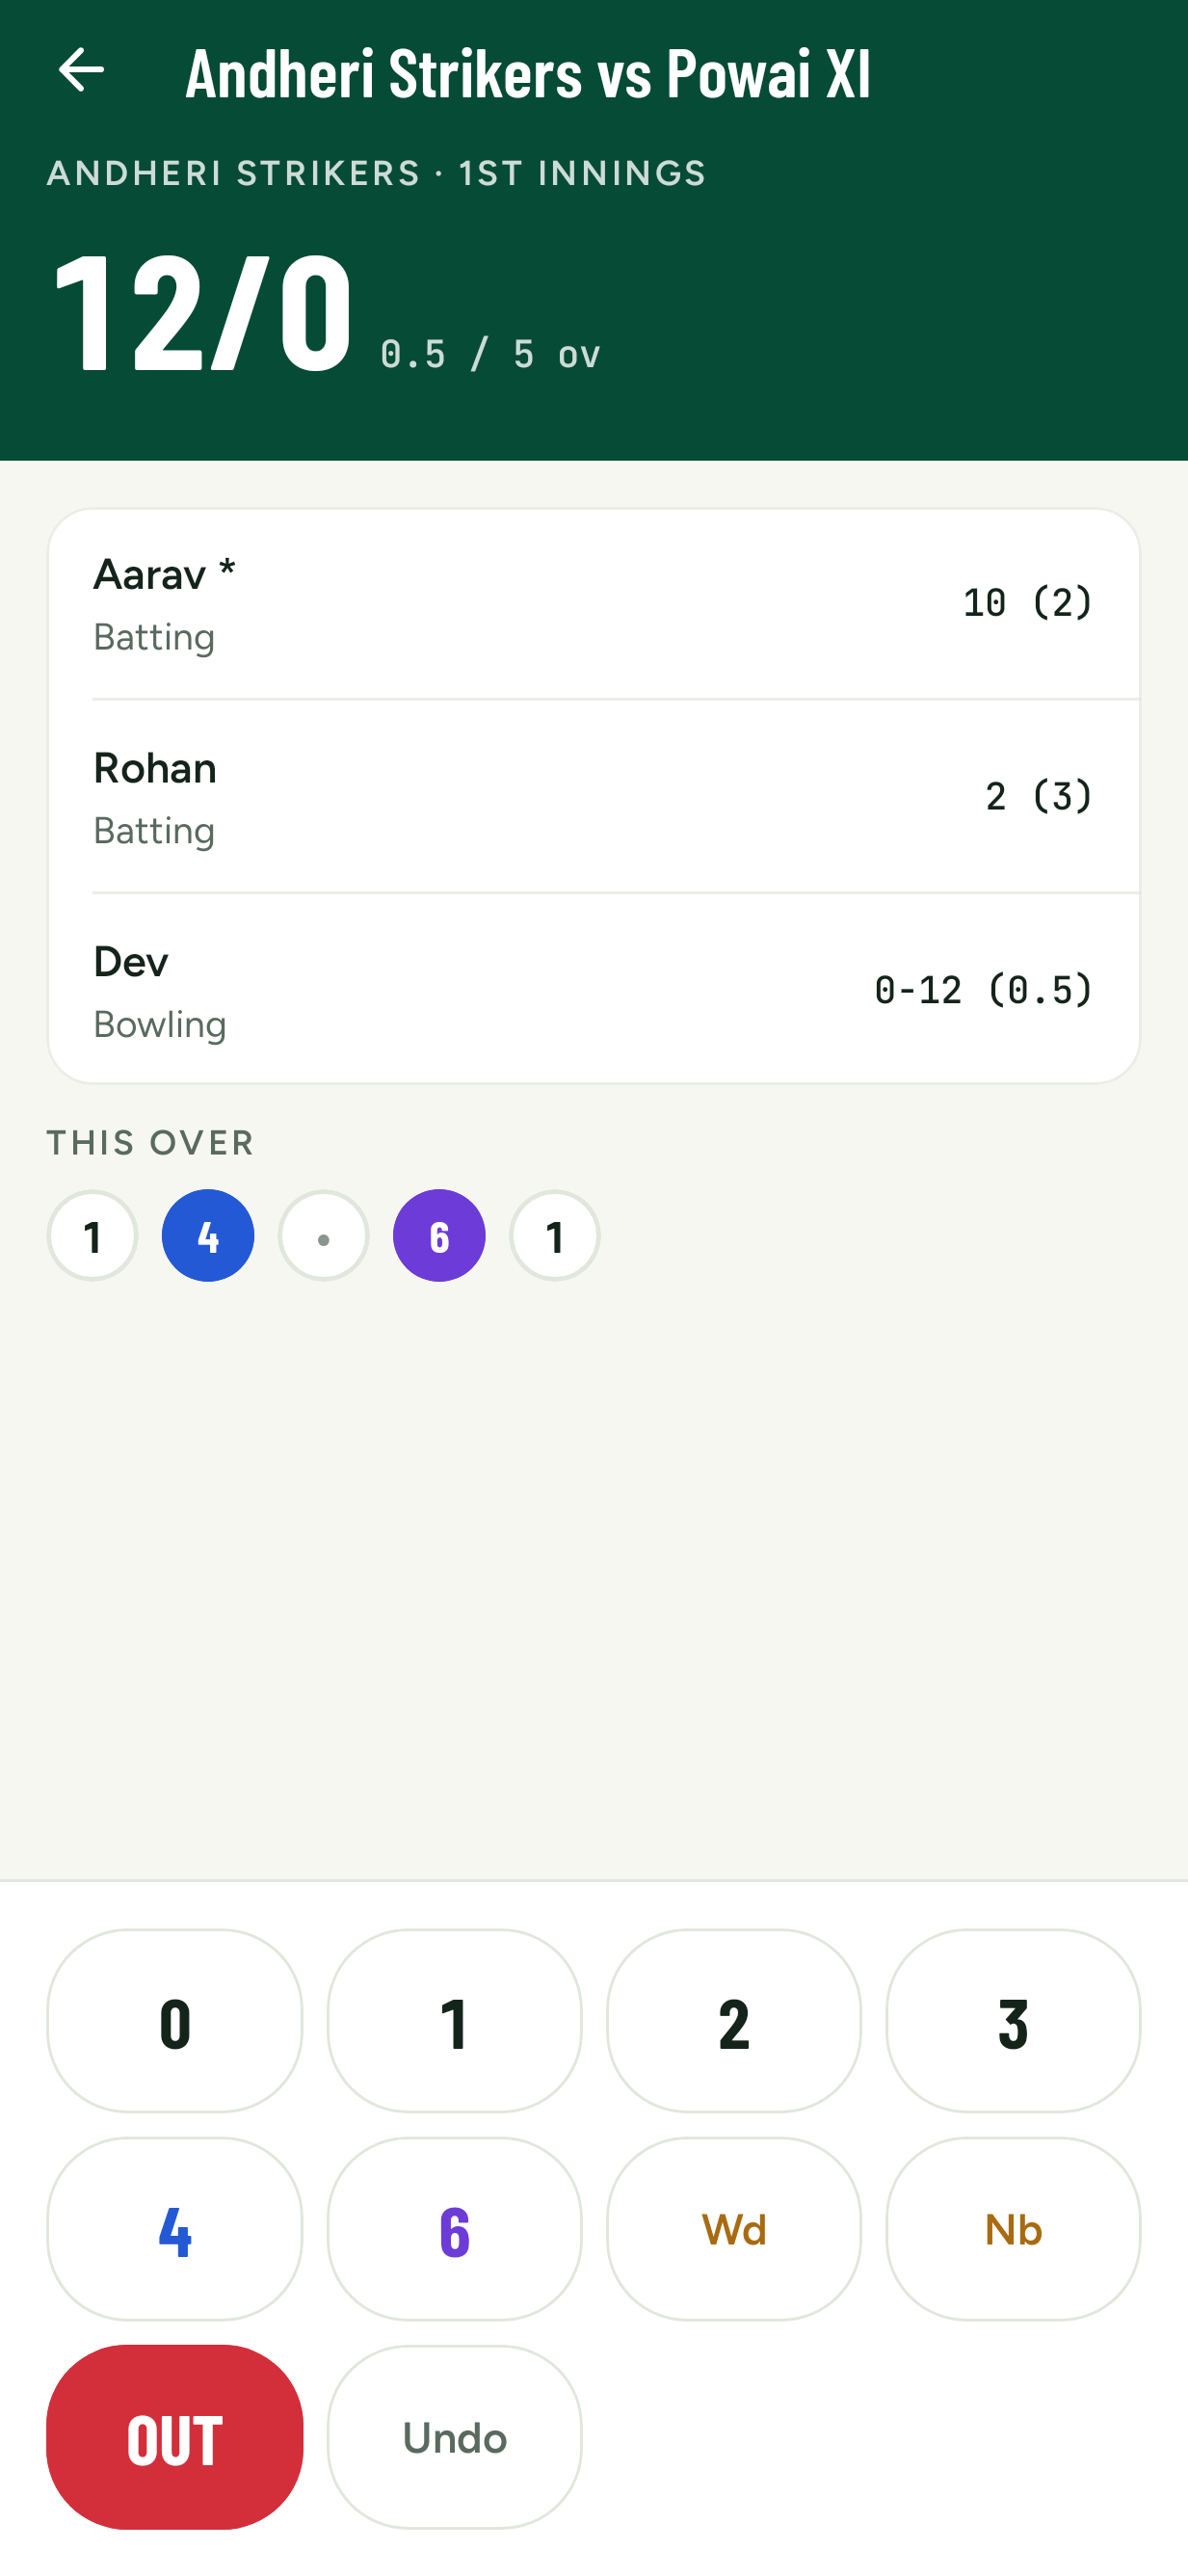 Andheri Strikers vs Powai XI
ANDHERI STRIKERS · 1ST INNINGS
12/0 0.5 / 5 ov
Aarav * 10 (2)
Batting
Rohan 2 (3)
Batting
Dev 0-12 (0.5)
Bowling
THIS OVER
1 4 • 6 1
0 1 2 3
4 6 Wd Nb
OUT Undo